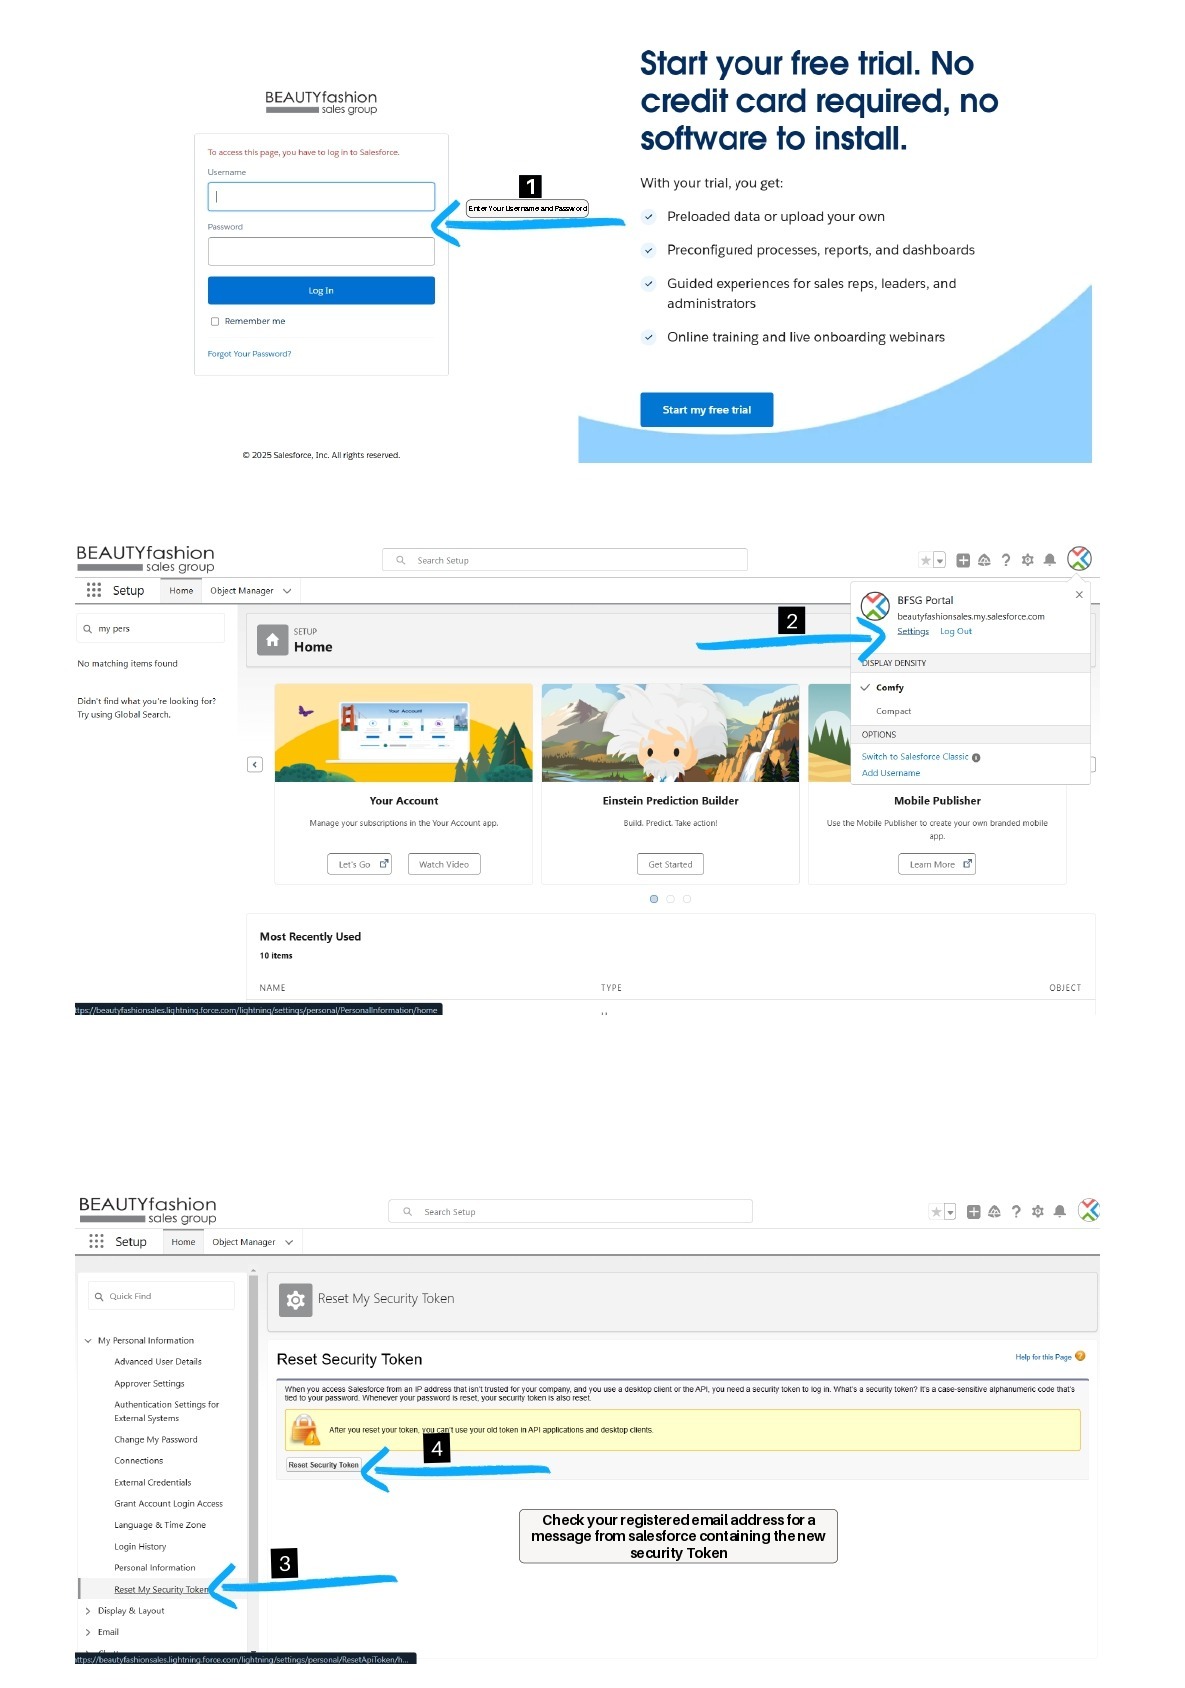 BEAUTYfashion
sales group
To access this page, you have to log in to Salesforce.
Username
Password
Log In
Remember me
Forgot Your Password?
© 2025 Salesforce, Inc. All rights reserved.
1
Enter Your Username and Password
Start your free trial. No
credit card required, no
software to install.
With your trial, you get:
Preloaded data or upload your own
Preconfigured processes, reports, and dashboards
Guided experiences for sales reps, leaders, and
administrators
Online training and live onboarding webinars
Start my free trial
BEAUTYfashion
sales group
Search Setup
Setup
Home
Object Manager
my pers
No matching items found
Didn't find what you're looking for?
Try using Global Search.
SETUP
Home
2
BFSG Portal
beautyfashionsales.my.salesforce.com
Settings Log Out
DISPLAY DENSITY
Comfy
Compact
OPTIONS
Switch to Salesforce Classic
Add Username
Your Account
Your Account
Manage your subscriptions in the Your Account app.
Let's Go
Watch Video
Einstein Prediction Builder
Build. Predict. Take action!
Get Started
Mobile Publisher
Use the Mobile Publisher to create your own branded mobile
app.
Learn More
Most Recently Used
10 items
NAME TYPE OBJECT
ttps://beautyfashionsales.lightning.force.com/lightning/settings/personal/PersonalInformation/home
BEAUTYfashion
sales group
Search Setup
Setup
Home
Object Manager
Quick Find
My Personal Information
Advanced User Details
Approver Settings
Authentication Settings for
External Systems
Change My Password
Connections
External Credentials
Grant Account Login Access
Language & Time Zone
Login History
Personal Information
Reset My Security Token
Display & Layout
Email
3
Reset My Security Token
Reset Security Token
Help for this Page
When you access Salesforce from an IP address that isn't trusted for your company, and you use a desktop client or the API, you need a security token to log in. What's a security token? It's a case-sensitive alphanumeric code that's
tied to your password. Whenever your password is reset, your security token is also reset.
After you reset your token, you can't use your old token in API applications and desktop clients.
4
Reset Security Token
Check your registered email address for a
message from salesforce containing the new
security Token
ttps://beautyfashionsales.lightning.force.com/lightning/settings/personal/ResetApiToken/h...